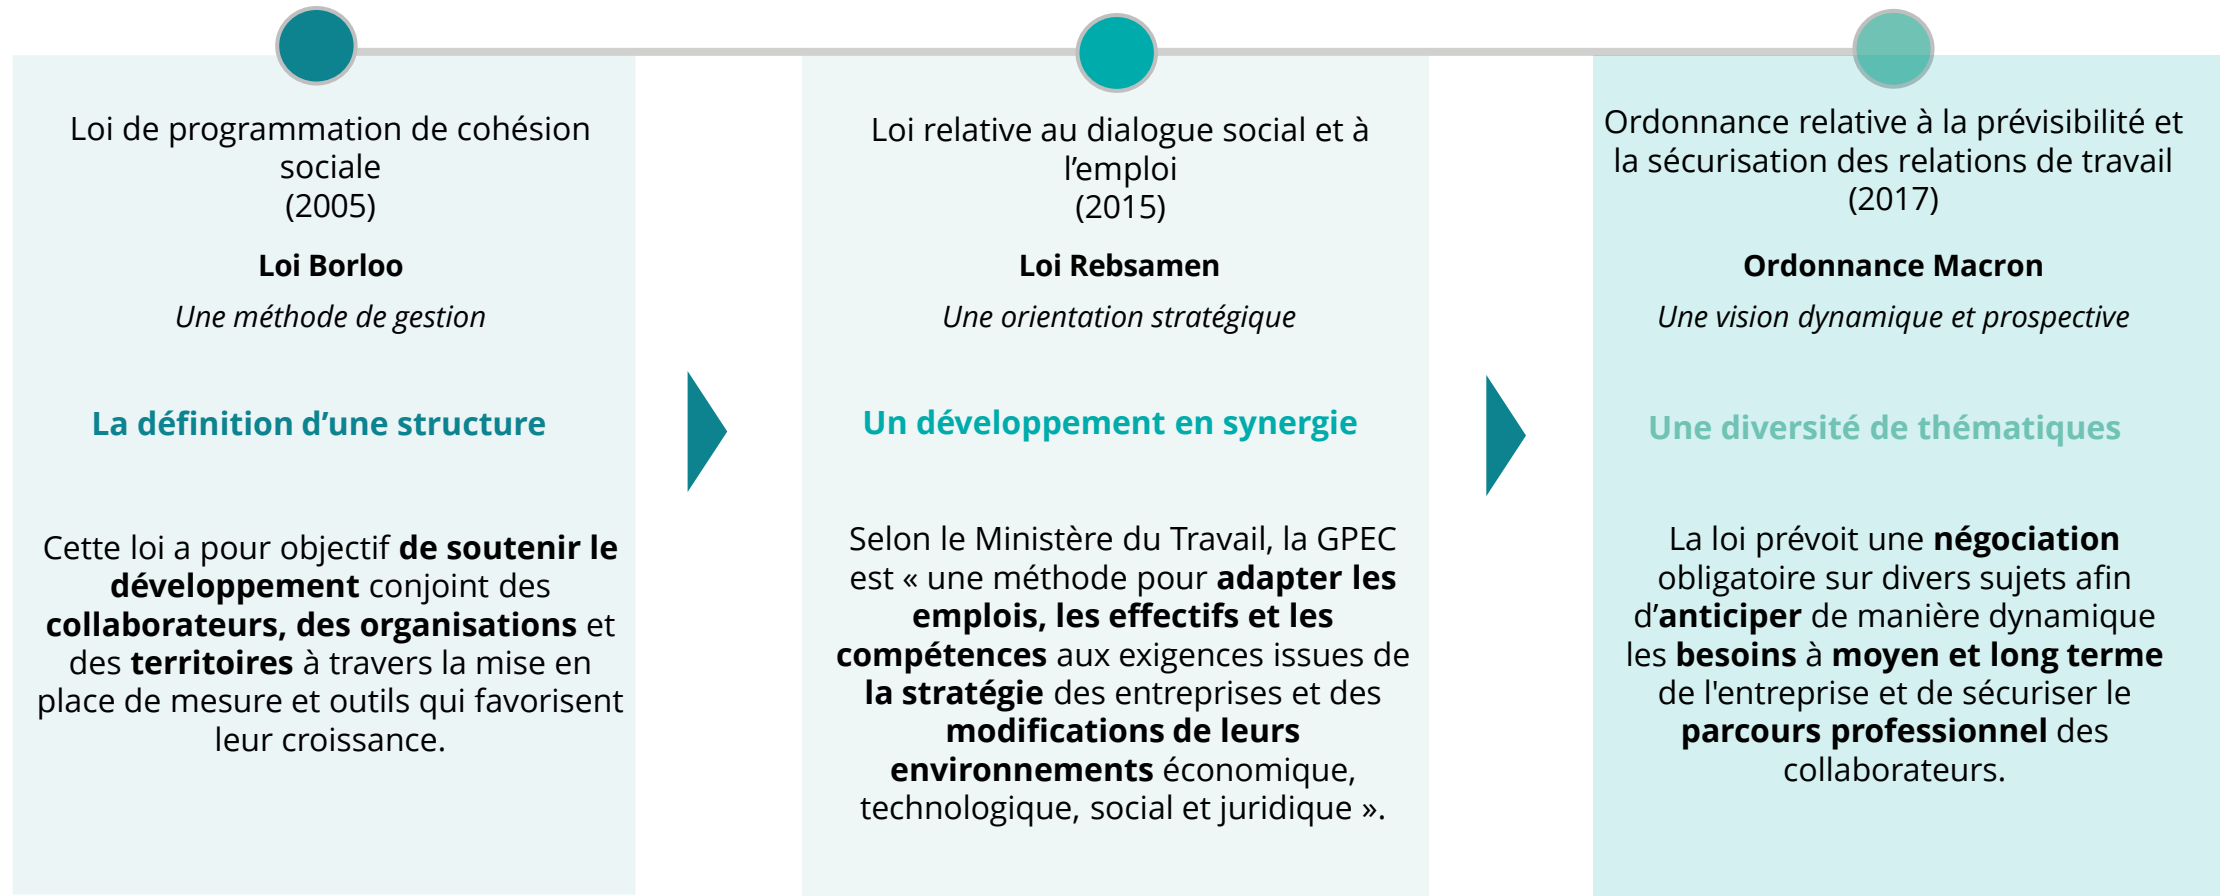 Loi de programmation de cohésion
sociale
(2005)
Loi Borloo
Une méthode de gestion
La définition d’une structure
Cette loi a pour objectif de soutenir le
développement conjoint des
collaborateurs, des organisations et
des territoires à travers la mise en
place de mesure et outils qui favorisent
leur croissance.
Loi relative au dialogue social et à
l’emploi
(2015)
Loi Rebsamen
Une orientation stratégique
Un développement en synergie
Selon le Ministère du Travail, la GPEC
est « une méthode pour adapter les
emplois, les effectifs et les
compétences aux exigences issues de
la stratégie des entreprises et des
modifications de leurs
environnements économique,
technologique, social et juridique ».
Ordonnance relative à la prévisibilité et
la sécurisation des relations de travail
(2017)
Ordonnance Macron
Une vision dynamique et prospective
Une diversité de thématiques
La loi prévoit une négociation
obligatoire sur divers sujets afin
d’anticiper de manière dynamique
les besoins à moyen et long terme
de l'entreprise et de sécuriser le
parcours professionnel des
collaborateurs.